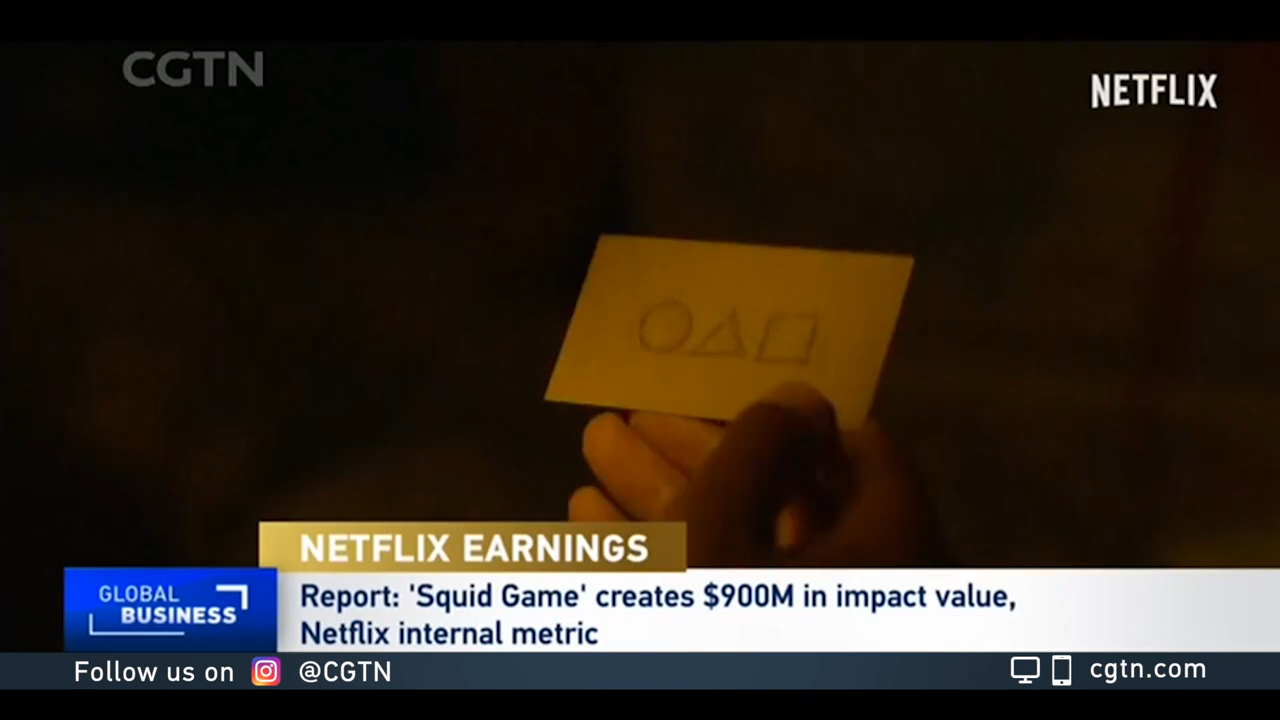 CGTN
NETFLIX
NETFLIX EARNINGS
GLOBAL
BUSINESS
Report: 'Squid Game' creates $900M in impact value,
Netflix internal metric
Follow us on @CGTN
cgtn.com